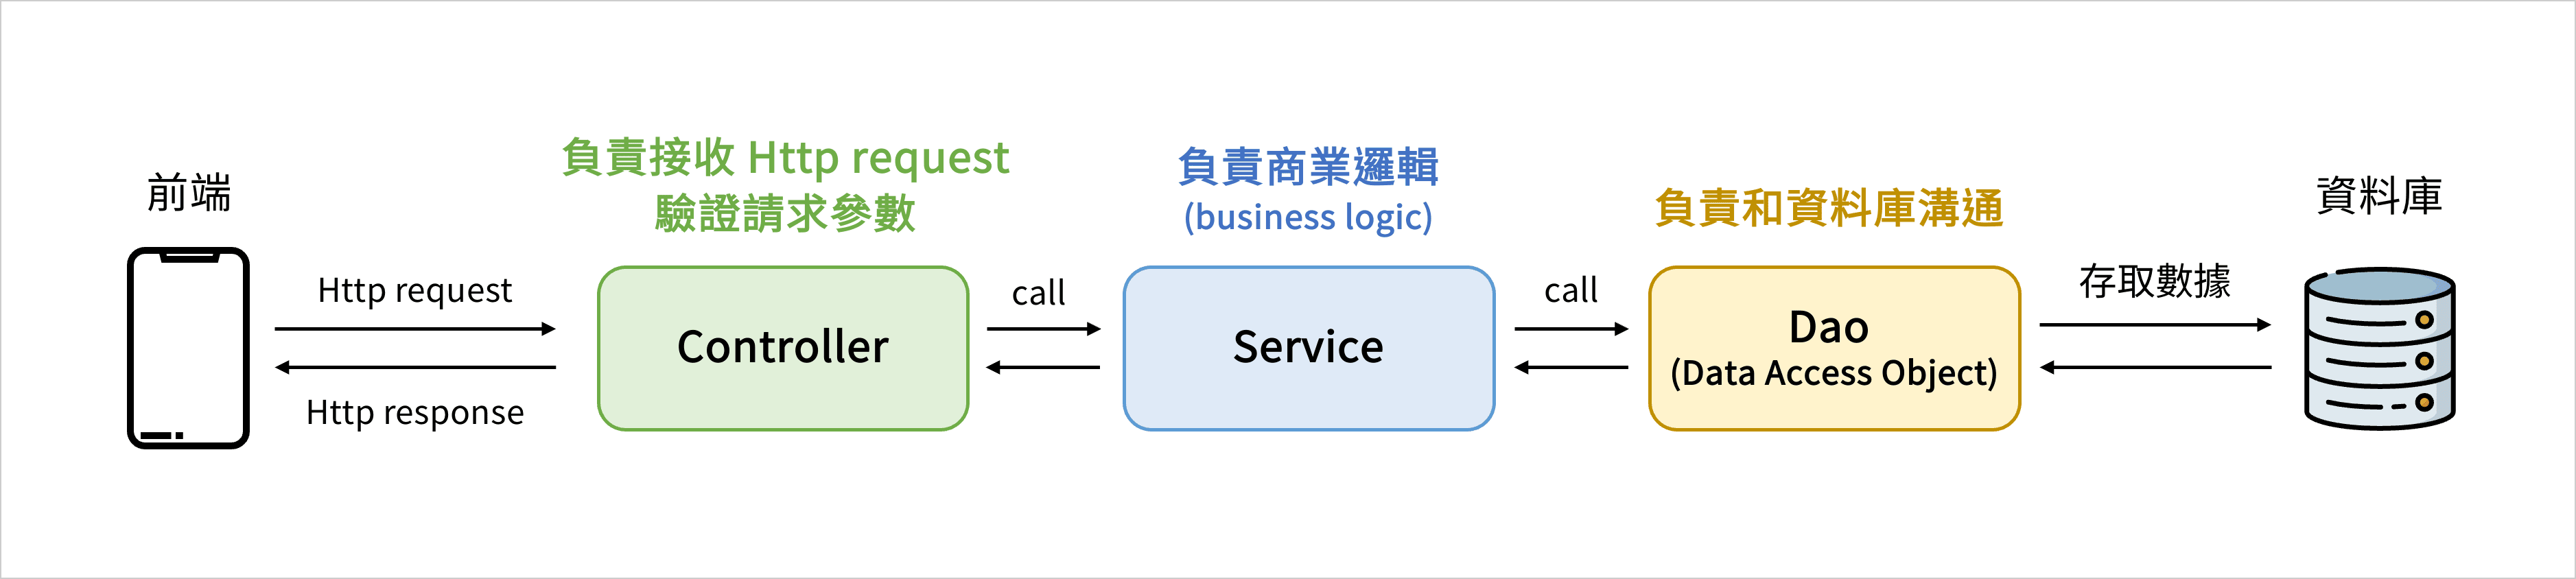 前端
Http request
Http response
負責接收 Http request
驗證請求參數
Controller
call
負責商業邏輯
(business logic)
Service
call
負責和資料庫溝通
Dao
(Data Access Object)
存取數據
資料庫